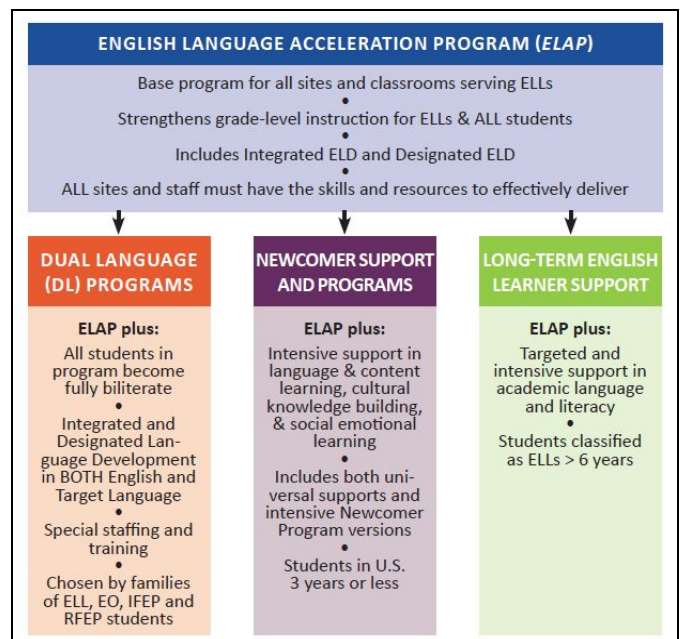 ENGLISH LANGUAGE ACCELERATION PROGRAM (ELAP)
Base program for all sites and classrooms serving ELLs
•
Strengthens grade-level instruction for ELLs & ALL students
•
Includes Integrated ELD and Designated ELD
•
ALL sites and staff must have the skills and resources to effectively deliver
DUAL LANGUAGE
(DL) PROGRAMS
ELAP plus:
All students in
program become
fully biliterate
•
Integrated and
Designated Lan-
guage Development
in BOTH English and
Target Language
•
Special staffing and
training
•
Chosen by families
of ELL, EO, IFEP and
RFEP students
NEWCOMER SUPPORT
AND PROGRAMS
ELAP plus:
Intensive support in
language & content
learning, cultural
knowledge building,
& social emotional
learning
•
Includes both uni-
versal supports and
intensive Newcomer
Program versions
•
Students in U.S.
3 years or less
LONG-TERM ENGLISH
LEARNER SUPPORT
ELAP plus:
Targeted and
intensive support in
academic language
and literacy
•
Students classified
as ELLs > 6 years